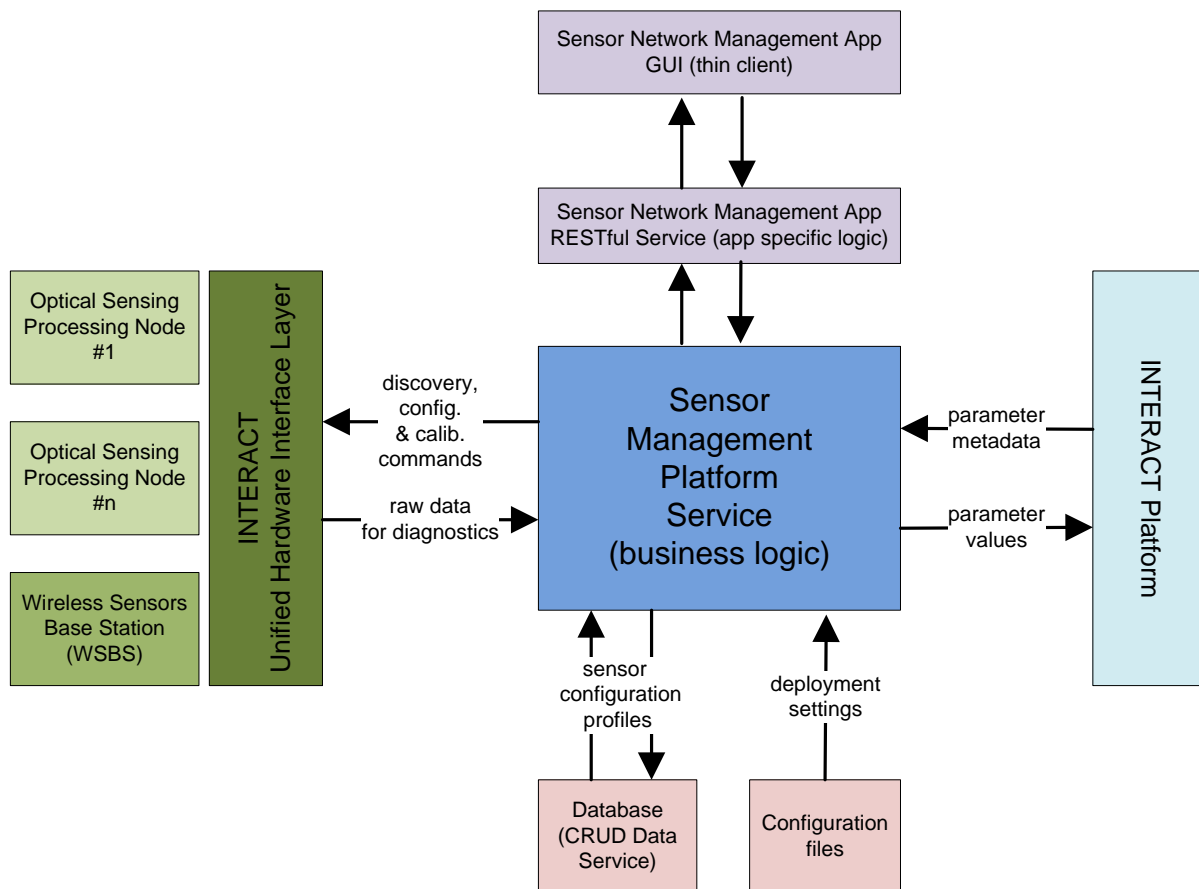 Sensor Network Management App
GUI (thin client)
Sensor Network Management App
RESTful Service (app specific logic)
Optical Sensing
Processing Node
#1
Optical Sensing
Processing Node
#n
Wireless Sensors
Base Station
(WSBS)
INTERACT
Unified Hardware Interface Layer
discovery,
config.
& calib.
commands
raw data
for diagnostics
Sensor
Management
Platform
Service
(business logic)
parameter
metadata
parameter
values
INTERACT Platform
sensor
configuration
profiles
deployment
settings
Database
(CRUD Data
Service)
Configuration
files